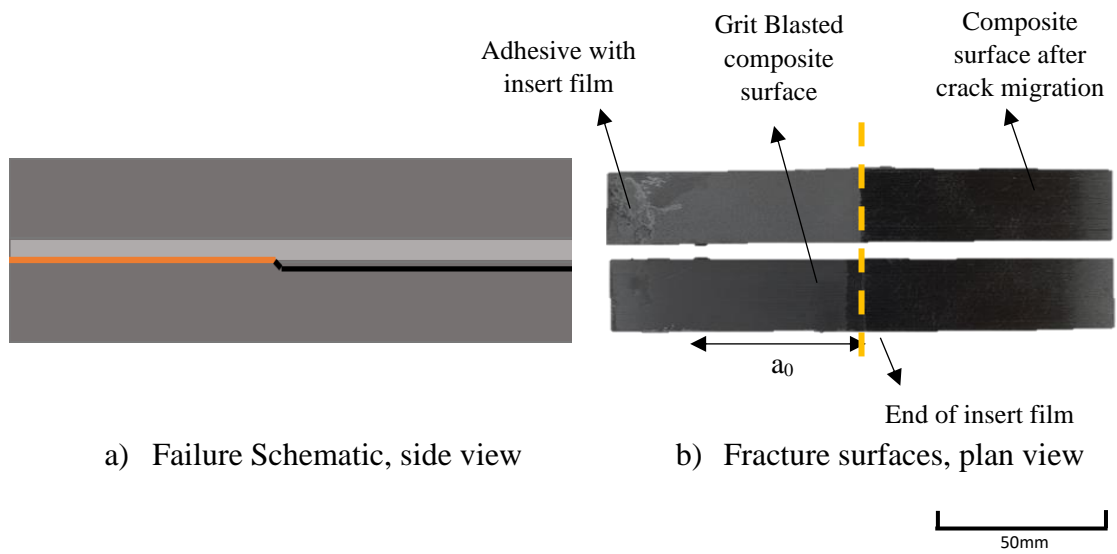 Adhesive with
insert film
Grit Blasted
composite
surface
Composite
surface after
crack migration
a₀
End of insert film
a) Failure Schematic, side view
b) Fracture surfaces, plan view
50mm